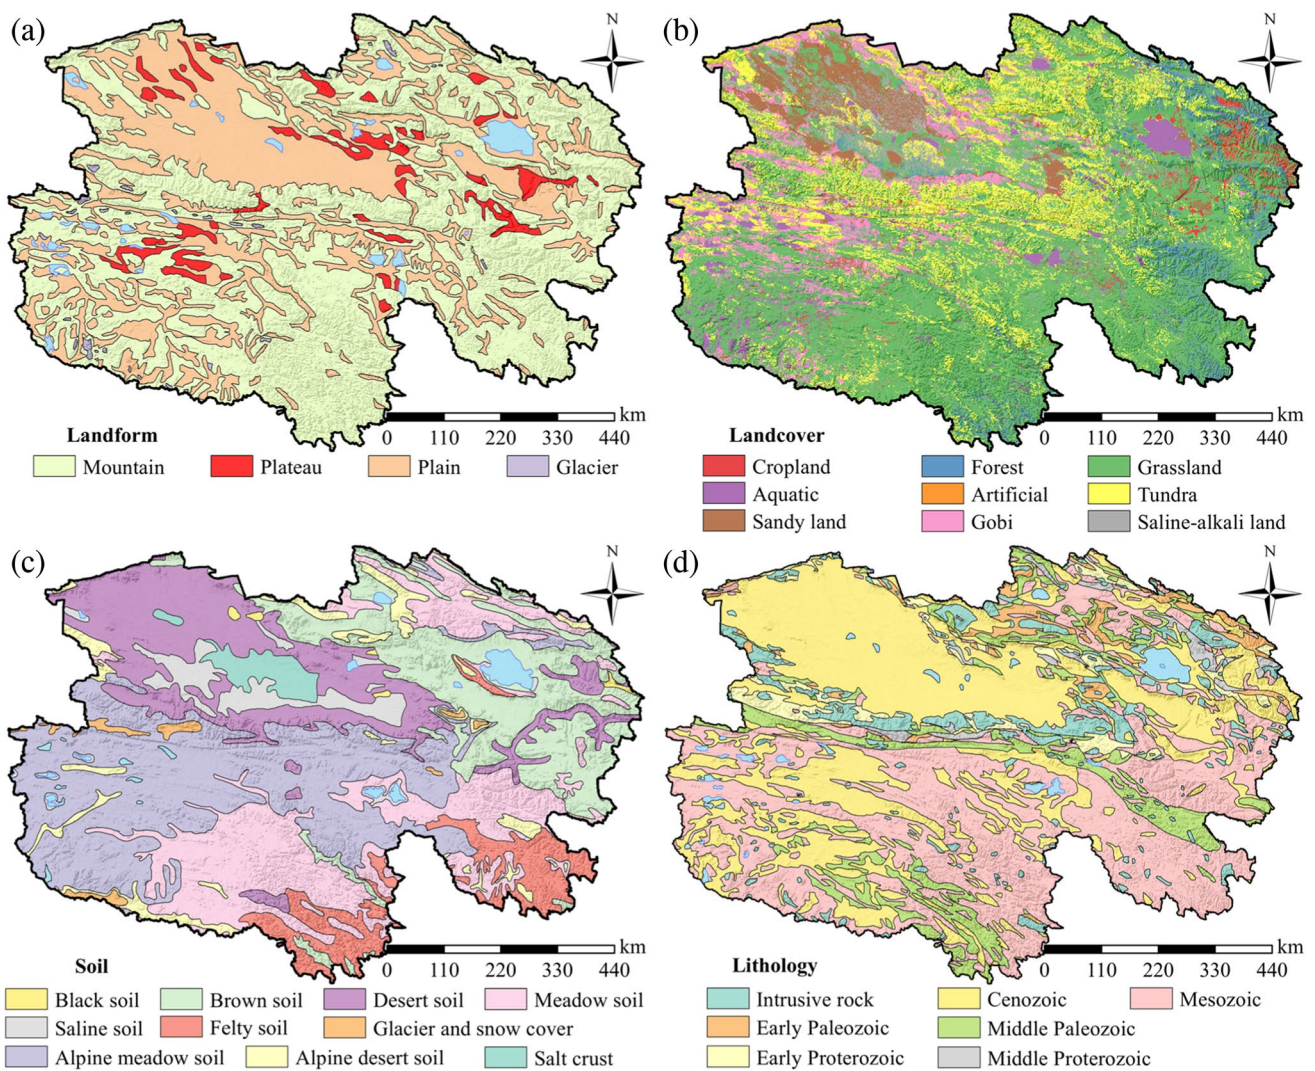 (a)
N
km
0 110 220 330 440
Landform
Mountain Plateau Plain Glacier
(b)
N
km
0 110 220 330 440
Landcover
Cropland Forest Grassland
Aquatic Artificial Tundra
Sandy land Gobi Saline-alkali land
(c)
N
km
0 110 220 330 440
Soil
Black soil Brown soil Desert soil Meadow soil
Saline soil Felty soil Glacier and snow cover
Alpine meadow soil Alpine desert soil Salt crust
(d)
N
km
0 110 220 330 440
Lithology
Intrusive rock Cenozoic Mesozoic
Early Paleozoic Middle Paleozoic
Early Proterozoic Middle Proterozoic